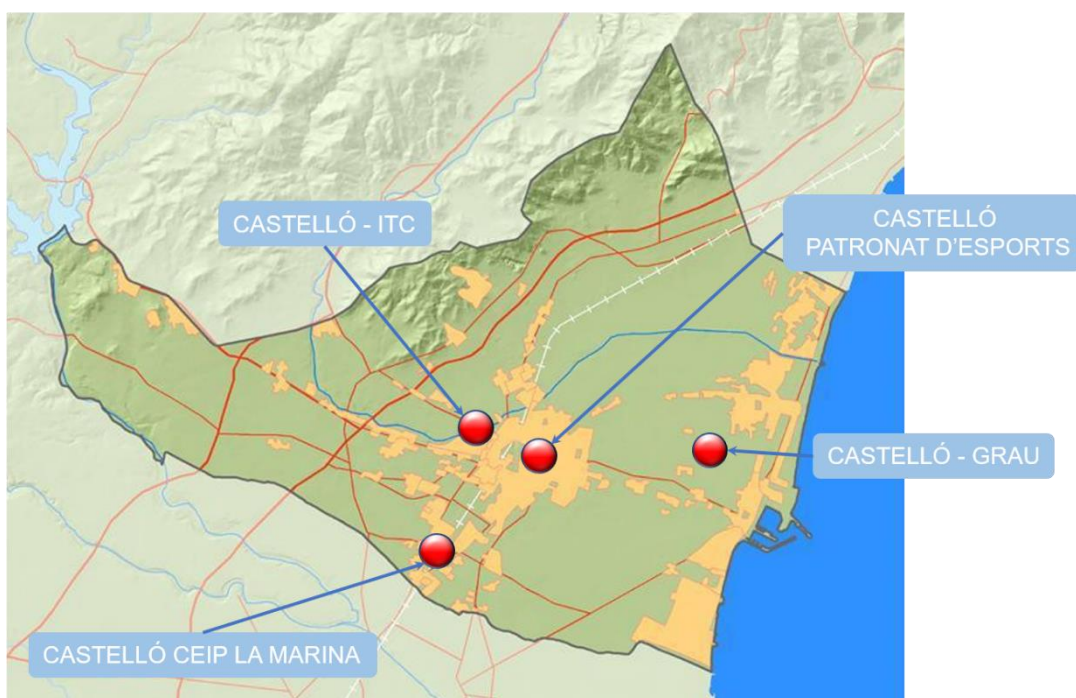 CASTELLÓ - ITC
CASTELLÓ
PATRONAT D'ESPORTS
CASTELLÓ - GRAU
CASTELLÓ CEIP LA MARINA